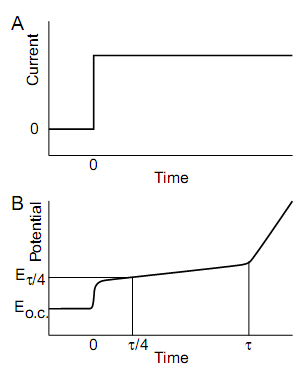 A
Current
0
0
Time
B
Potential
Eτ/4
Eo.c.
0
τ/4
τ
Time